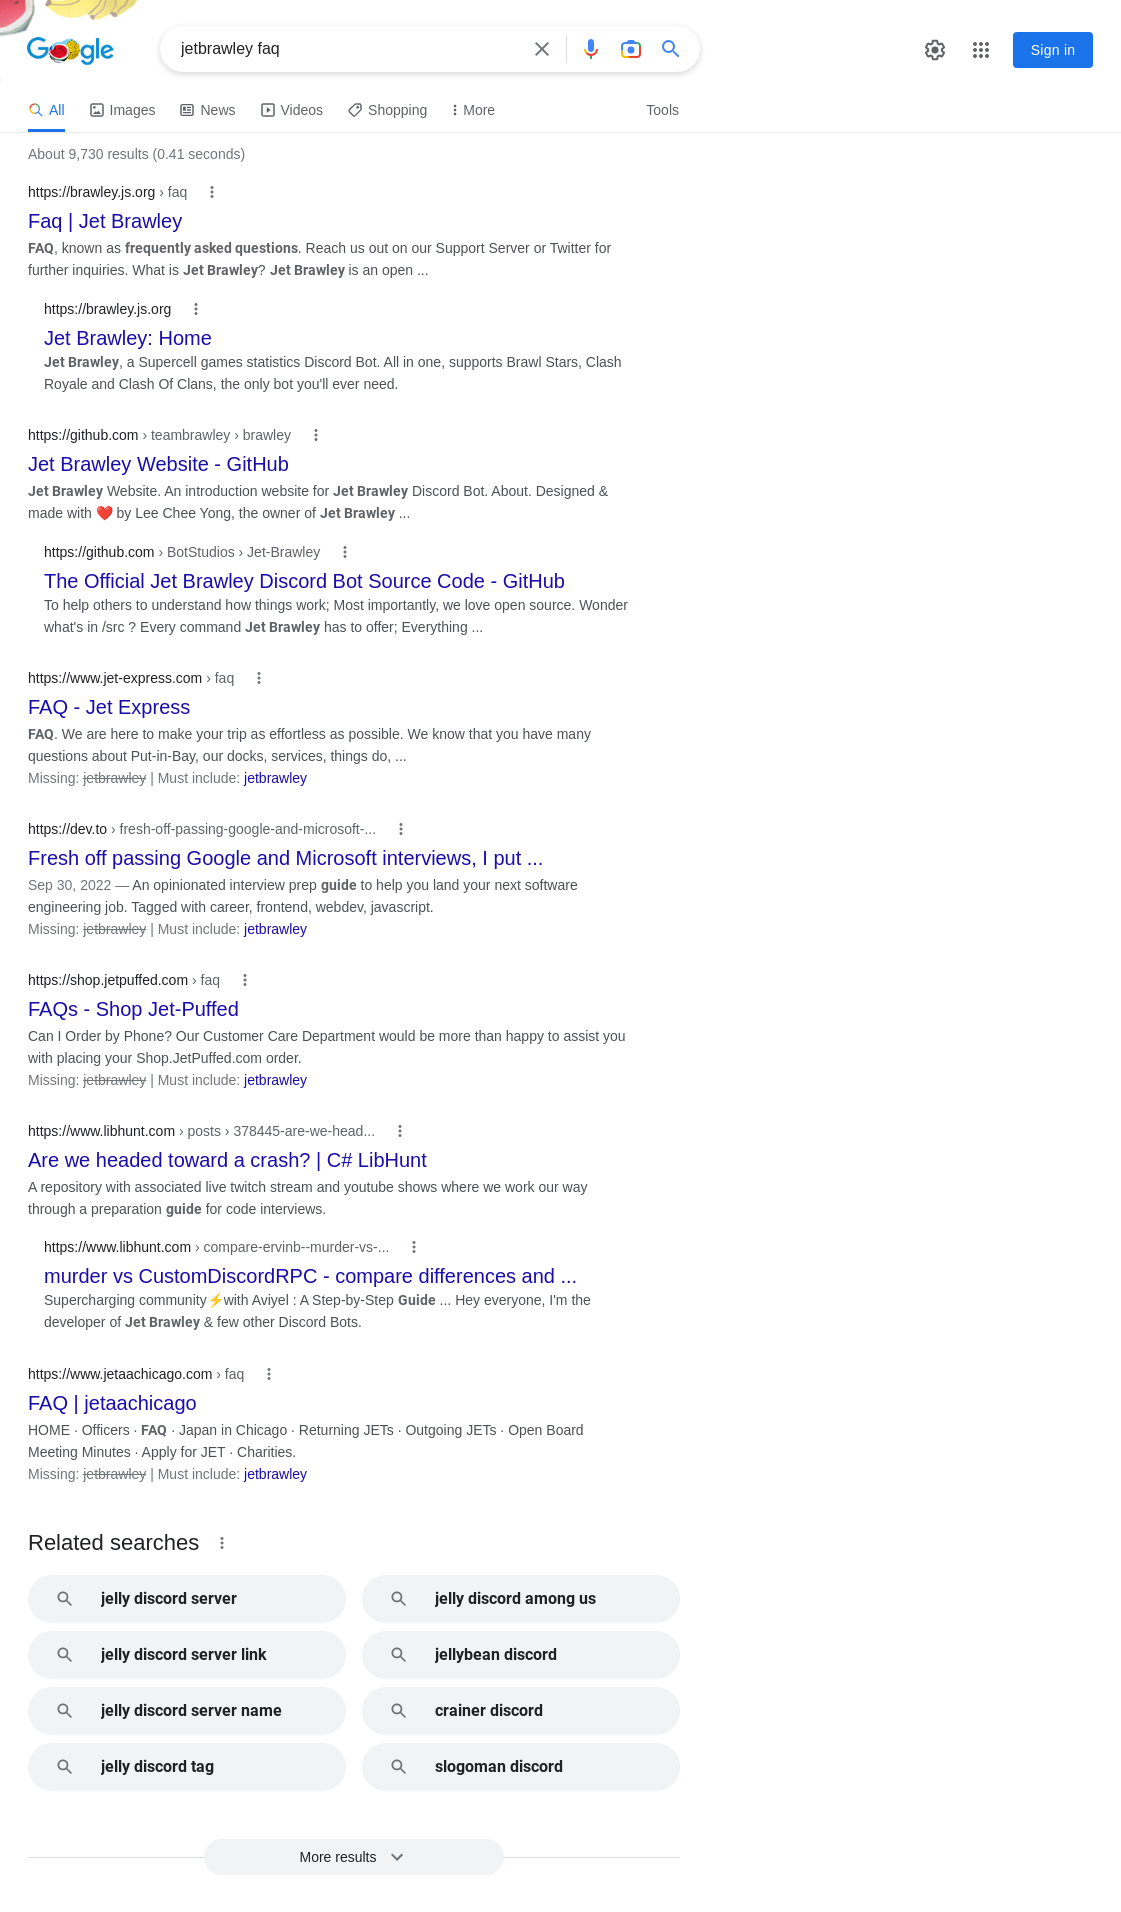 Google
jetbrawley faq
Sign in
All Images News Videos Shopping More Tools
About 9,730 results (0.41 seconds)
https://brawley.js.org › faq
Faq | Jet Brawley
FAQ, known as frequently asked questions. Reach us out on our Support Server or Twitter for
further inquiries. What is Jet Brawley? Jet Brawley is an open ...
https://brawley.js.org
Jet Brawley: Home
Jet Brawley, a Supercell games statistics Discord Bot. All in one, supports Brawl Stars, Clash
Royale and Clash Of Clans, the only bot you'll ever need.
https://github.com › teambrawley › brawley
Jet Brawley Website - GitHub
Jet Brawley Website. An introduction website for Jet Brawley Discord Bot. About. Designed &
made with ❤️ by Lee Chee Yong, the owner of Jet Brawley ...
https://github.com › BotStudios › Jet-Brawley
The Official Jet Brawley Discord Bot Source Code - GitHub
To help others to understand how things work; Most importantly, we love open source. Wonder
what's in /src ? Every command Jet Brawley has to offer; Everything ...
https://www.jet-express.com › faq
FAQ - Jet Express
FAQ. We are here to make your trip as effortless as possible. We know that you have many
questions about Put-in-Bay, our docks, services, things do, ...
Missing: jetbrawley | Must include: jetbrawley
https://dev.to › fresh-off-passing-google-and-microsoft-...
Fresh off passing Google and Microsoft interviews, I put ...
Sep 30, 2022 — An opinionated interview prep guide to help you land your next software
engineering job. Tagged with career, frontend, webdev, javascript.
Missing: jetbrawley | Must include: jetbrawley
https://shop.jetpuffed.com › faq
FAQs - Shop Jet-Puffed
Can I Order by Phone? Our Customer Care Department would be more than happy to assist you
with placing your Shop.JetPuffed.com order.
Missing: jetbrawley | Must include: jetbrawley
https://www.libhunt.com › posts › 378445-are-we-head...
Are we headed toward a crash? | C# LibHunt
A repository with associated live twitch stream and youtube shows where we work our way
through a preparation guide for code interviews.
https://www.libhunt.com › compare-ervinb--murder-vs-...
murder vs CustomDiscordRPC - compare differences and ...
Supercharging community⚡with Aviyel : A Step-by-Step Guide ... Hey everyone, I'm the
developer of Jet Brawley & few other Discord Bots.
https://www.jetaachicago.com › faq
FAQ | jetaachicago
HOME · Officers · FAQ · Japan in Chicago · Returning JETs · Outgoing JETs · Open Board
Meeting Minutes · Apply for JET · Charities.
Missing: jetbrawley | Must include: jetbrawley
Related searches
jelly discord server
jelly discord among us
jelly discord server link
jellybean discord
jelly discord server name
crainer discord
jelly discord tag
slogoman discord
More results